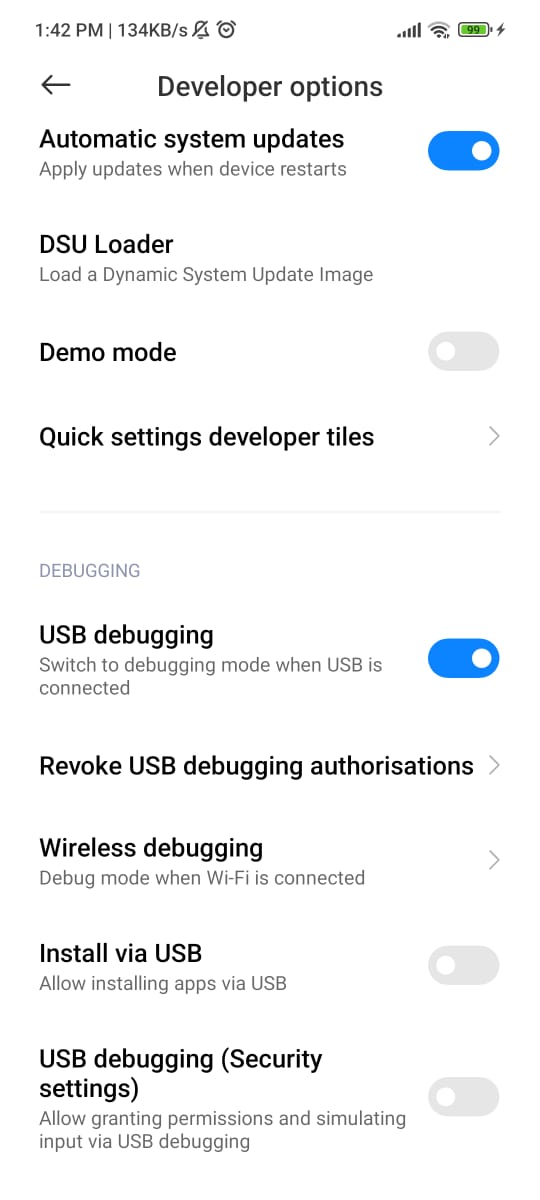 1:42 PM | 134KB/s
99
Developer options
Automatic system updates
Apply updates when device restarts
DSU Loader
Load a Dynamic System Update Image
Demo mode
Quick settings developer tiles
DEBUGGING
USB debugging
Switch to debugging mode when USB is
connected
Revoke USB debugging authorisations
Wireless debugging
Debug mode when Wi-Fi is connected
Install via USB
Allow installing apps via USB
USB debugging (Security
settings)
Allow granting permissions and simulating
input via USB debugging